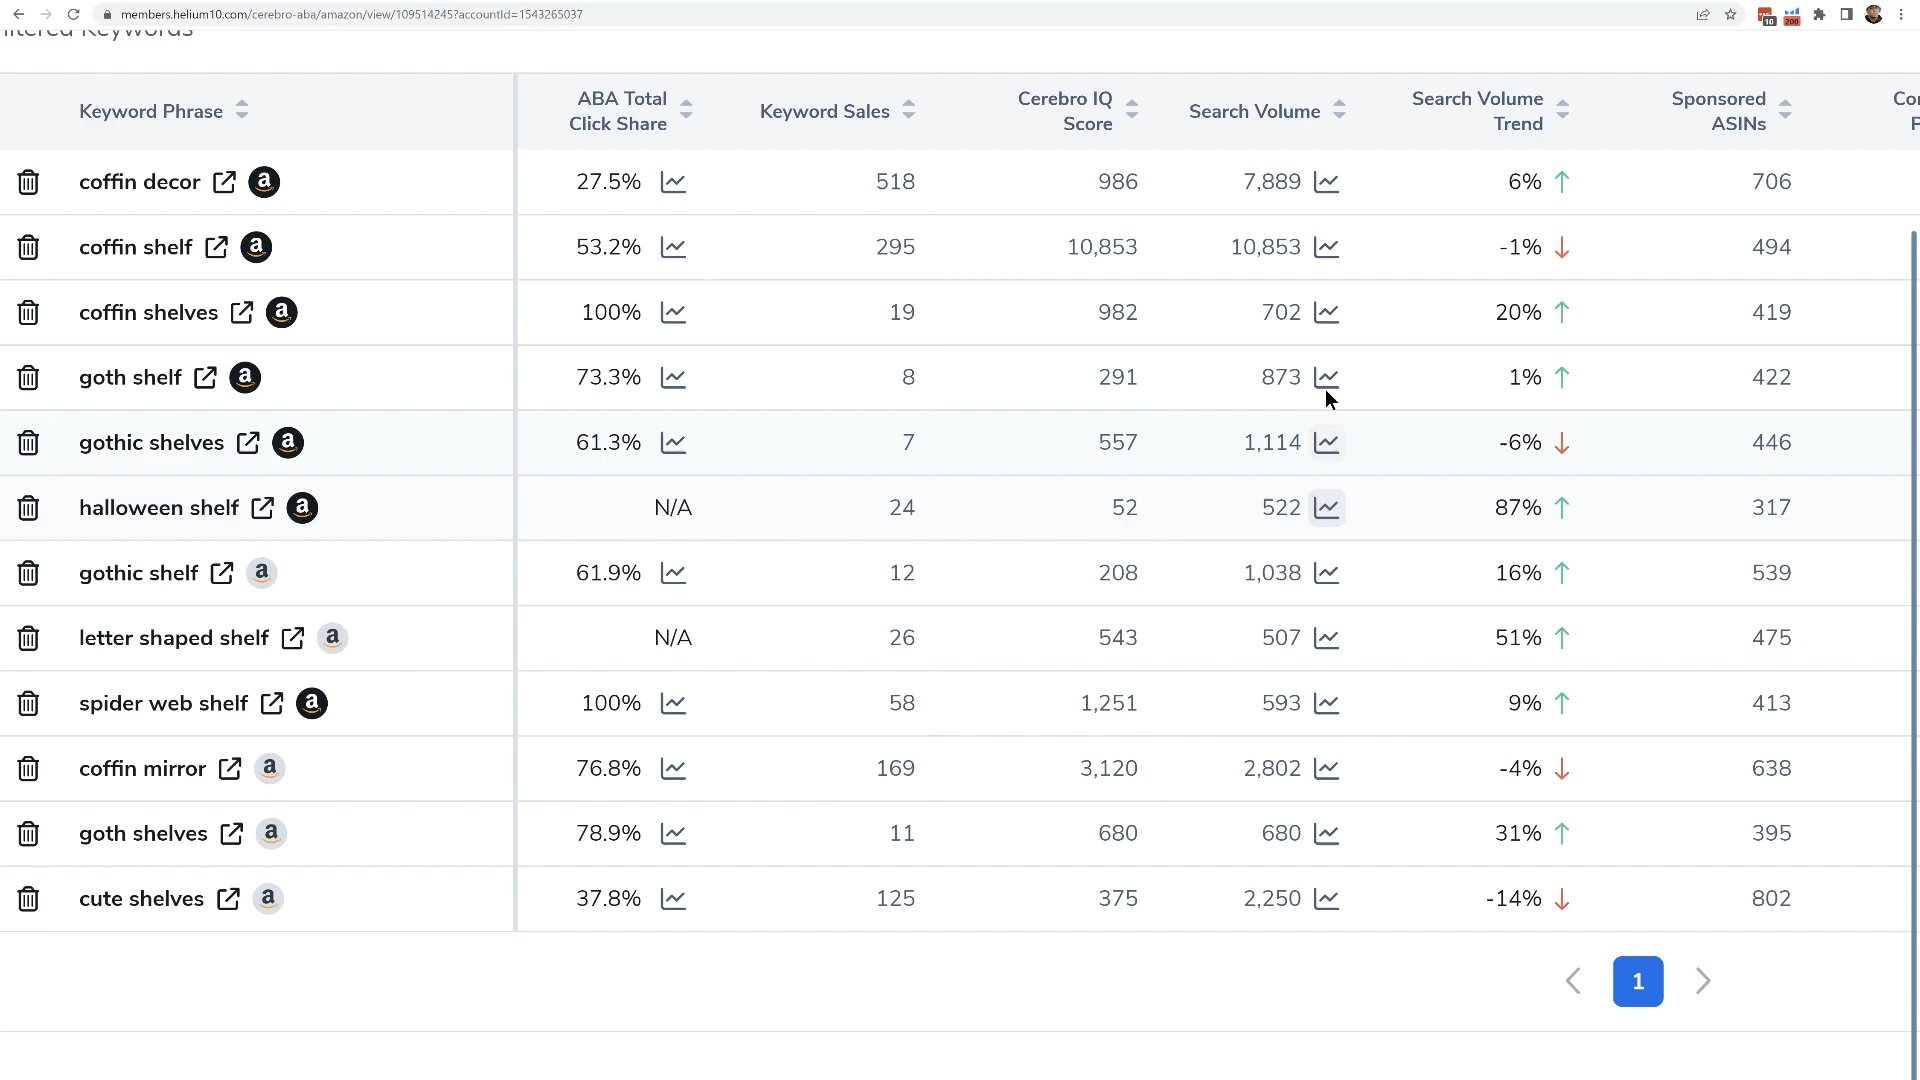 members.helium10.com/cerebro-aba/amazon/view/109514245?accountId=1543265037
10
200
Keywords
Keyword Phrase
ABA Total Click Share
Keyword Sales
Cerebro IQ Score
Search Volume
Search Volume Trend
Sponsored ASINs
coffin decor a 27.5% 518 986 7,889 6% 706
coffin shelf a 53.2% 295 10,853 10,853 -1% 494
coffin shelves a 100% 19 982 702 20% 419
goth shelf a 73.3% 8 291 873 1% 422
gothic shelves a 61.3% 7 557 1,114 -6% 446
halloween shelf a N/A 24 52 522 87% 317
gothic shelf a 61.9% 12 208 1,038 16% 539
letter shaped shelf a N/A 26 543 507 51% 475
spider web shelf a 100% 58 1,251 593 9% 413
coffin mirror a 76.8% 169 3,120 2,802 -4% 638
goth shelves a 78.9% 11 680 680 31% 395
cute shelves a 37.8% 125 375 2,250 -14% 802
1